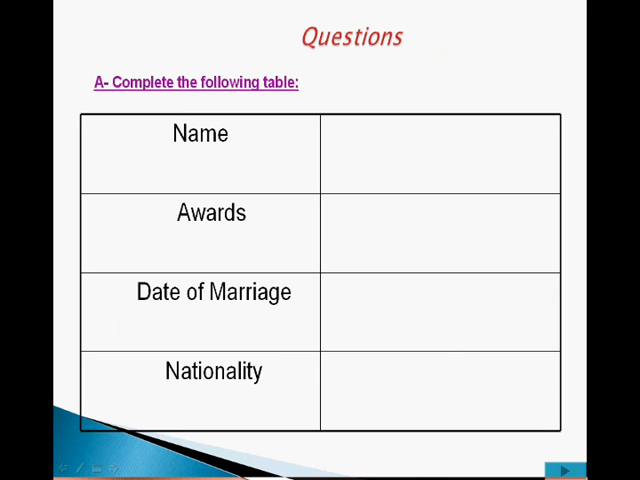 Questions
A- Complete the following table:
Name
Awards
Date of Marriage
Nationality